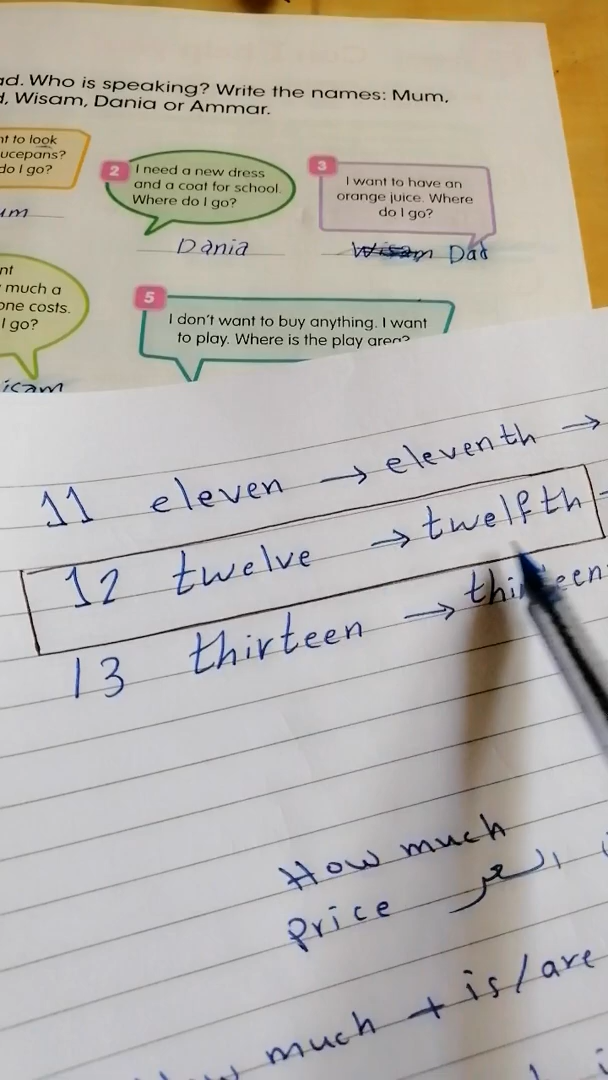 ad. Who is speaking? Write the names: Mum,
d, Wisam, Dania or Ammar.
nt to look
ucepans?
do I go?
um
2 I need a new dress
and a coat for school.
Where do I go?
Dania
3 I want to have an
orange juice. Where
do I go?
Wisam Dad
nt
much a
one costs.
I go?
isam
5 I don't want to buy anything. I want
to play. Where is the play area?
11 eleven → eleventh →
12 twelve → twelfth
13 thirteen →
How much
price السعر
much + is/are